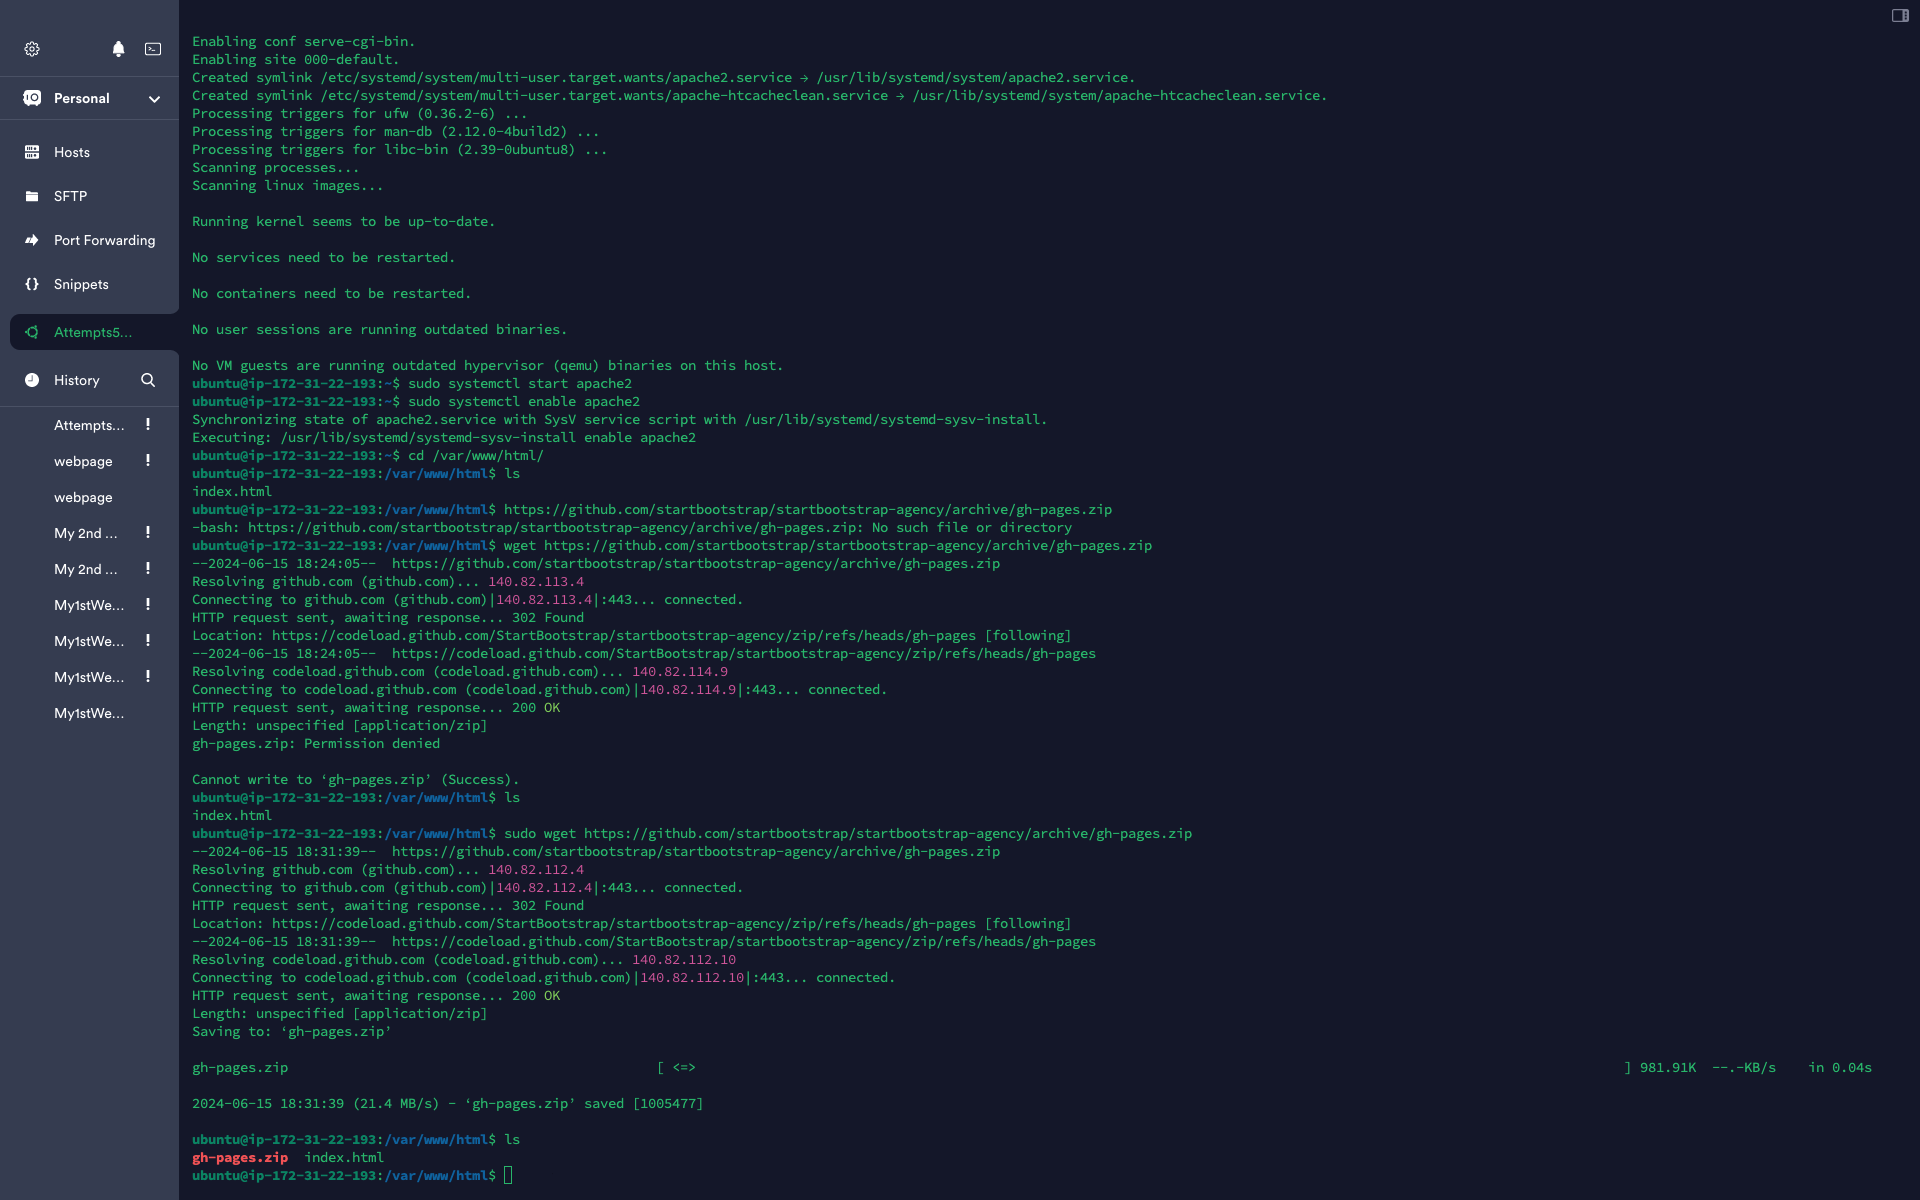 Personal
Hosts
SFTP
Port Forwarding
Snippets
Attempts5...
History
Attempts... !
webpage !
webpage
My 2nd ... !
My 2nd ... !
My1stWe... !
My1stWe... !
My1stWe... !
My1stWe...
Enabling conf serve-cgi-bin.
Enabling site 000-default.
Created symlink /etc/systemd/system/multi-user.target.wants/apache2.service → /usr/lib/systemd/system/apache2.service.
Created symlink /etc/systemd/system/multi-user.target.wants/apache-htcacheclean.service → /usr/lib/systemd/system/apache-htcacheclean.service.
Processing triggers for ufw (0.36.2-6) ...
Processing triggers for man-db (2.12.0-4build2) ...
Processing triggers for libc-bin (2.39-0ubuntu8) ...
Scanning processes...
Scanning linux images...
Running kernel seems to be up-to-date.
No services need to be restarted.
No containers need to be restarted.
No user sessions are running outdated binaries.
No VM guests are running outdated hypervisor (qemu) binaries on this host.
ubuntu@ip-172-31-22-193:~$ sudo systemctl start apache2
ubuntu@ip-172-31-22-193:~$ sudo systemctl enable apache2
Synchronizing state of apache2.service with SysV service script with /usr/lib/systemd/systemd-sysv-install.
Executing: /usr/lib/systemd/systemd-sysv-install enable apache2
ubuntu@ip-172-31-22-193:~$ cd /var/www/html/
ubuntu@ip-172-31-22-193:/var/www/html$ ls
index.html
ubuntu@ip-172-31-22-193:/var/www/html$ https://github.com/startbootstrap/startbootstrap-agency/archive/gh-pages.zip
-bash: https://github.com/startbootstrap/startbootstrap-agency/archive/gh-pages.zip: No such file or directory
ubuntu@ip-172-31-22-193:/var/www/html$ wget https://github.com/startbootstrap/startbootstrap-agency/archive/gh-pages.zip
--2024-06-15 18:24:05--  https://github.com/startbootstrap/startbootstrap-agency/archive/gh-pages.zip
Resolving github.com (github.com)... 140.82.113.4
Connecting to github.com (github.com)|140.82.113.4|:443... connected.
HTTP request sent, awaiting response... 302 Found
Location: https://codeload.github.com/StartBootstrap/startbootstrap-agency/zip/refs/heads/gh-pages [following]
--2024-06-15 18:24:05--  https://codeload.github.com/StartBootstrap/startbootstrap-agency/zip/refs/heads/gh-pages
Resolving codeload.github.com (codeload.github.com)... 140.82.114.9
Connecting to codeload.github.com (codeload.github.com)|140.82.114.9|:443... connected.
HTTP request sent, awaiting response... 200 OK
Length: unspecified [application/zip]
gh-pages.zip: Permission denied
Cannot write to ‘gh-pages.zip’ (Success).
ubuntu@ip-172-31-22-193:/var/www/html$ ls
index.html
ubuntu@ip-172-31-22-193:/var/www/html$ sudo wget https://github.com/startbootstrap/startbootstrap-agency/archive/gh-pages.zip
--2024-06-15 18:31:39--  https://github.com/startbootstrap/startbootstrap-agency/archive/gh-pages.zip
Resolving github.com (github.com)... 140.82.112.4
Connecting to github.com (github.com)|140.82.112.4|:443... connected.
HTTP request sent, awaiting response... 302 Found
Location: https://codeload.github.com/StartBootstrap/startbootstrap-agency/zip/refs/heads/gh-pages [following]
--2024-06-15 18:31:39--  https://codeload.github.com/StartBootstrap/startbootstrap-agency/zip/refs/heads/gh-pages
Resolving codeload.github.com (codeload.github.com)... 140.82.112.10
Connecting to codeload.github.com (codeload.github.com)|140.82.112.10|:443... connected.
HTTP request sent, awaiting response... 200 OK
Length: unspecified [application/zip]
Saving to: ‘gh-pages.zip’
gh-pages.zip [ <=> ] 981.91K --.-KB/s in 0.04s
2024-06-15 18:31:39 (21.4 MB/s) - ‘gh-pages.zip’ saved [1005477]
ubuntu@ip-172-31-22-193:/var/www/html$ ls
gh-pages.zip  index.html
ubuntu@ip-172-31-22-193:/var/www/html$